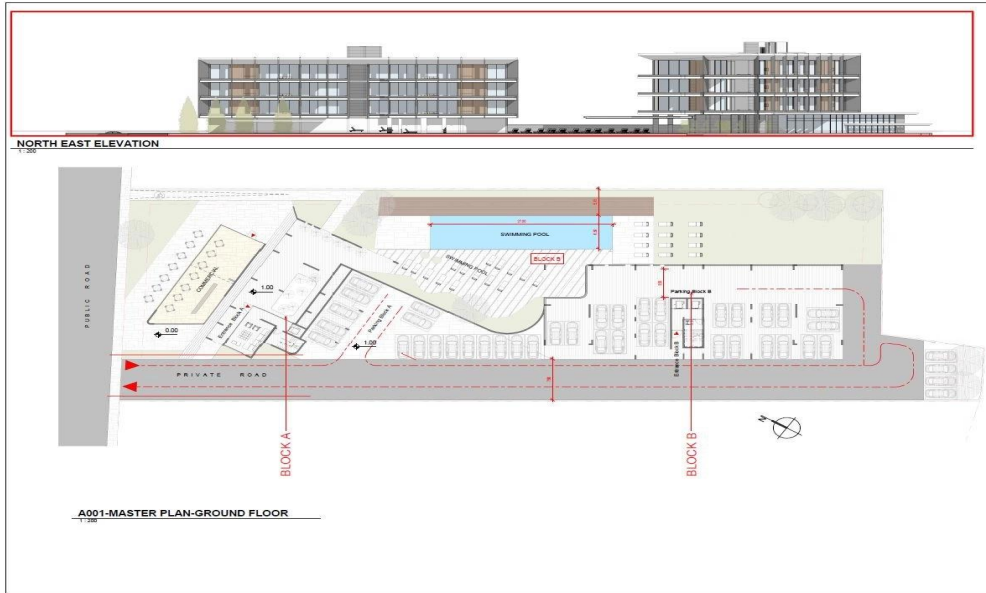 NORTH EAST ELEVATION
1 : 200
SWIMMING POOL
SWIMMING POOL
BLOCK B
COMMERCIAL
PUBLIC ROAD
1.00
0.00
Entrance Block A
Parking Block A
1.00
Parking Block B
Entrance Block B
PRIVATE ROAD
N
BLOCK A
BLOCK B
A001-MASTER PLAN-GROUND FLOOR
1 : 200